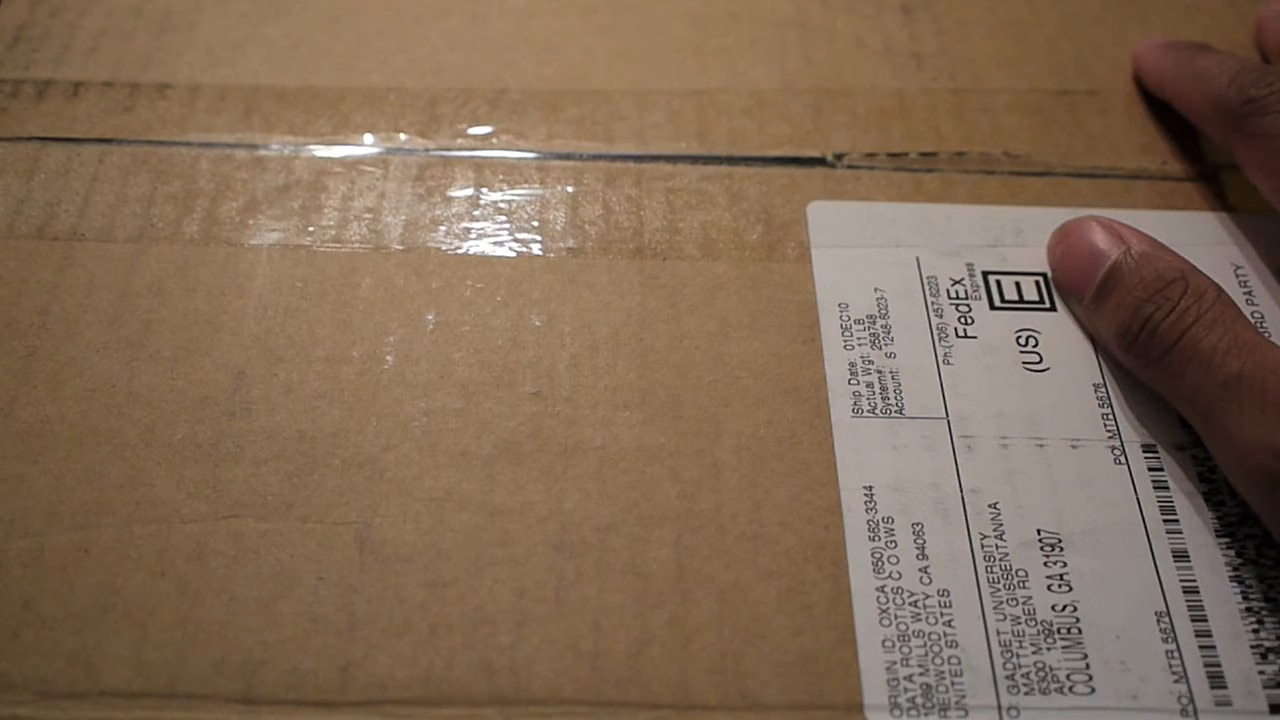 ORIGIN ID: OXCA (650) 562-3344
DATA ROBOTICS C O GWS
1089 MILLS WAY
REDWOOD CITY CA 94063
UNITED STATES
Ship Date: 01DEC10
Actual Wgt: 11 LB
System#: 258748
Account: S 1248-6023-7
O: GADGET UNIVERSITY
MATTHEW GISSENTANNA
6300 MILGEN RD
APT 1092
COLUMBUS, GA 31907
Ph:(706) 457-6223
FedEx
Express
E
(US)
PO: MTR 5676
PO: MTR 5676
3RD PARTY